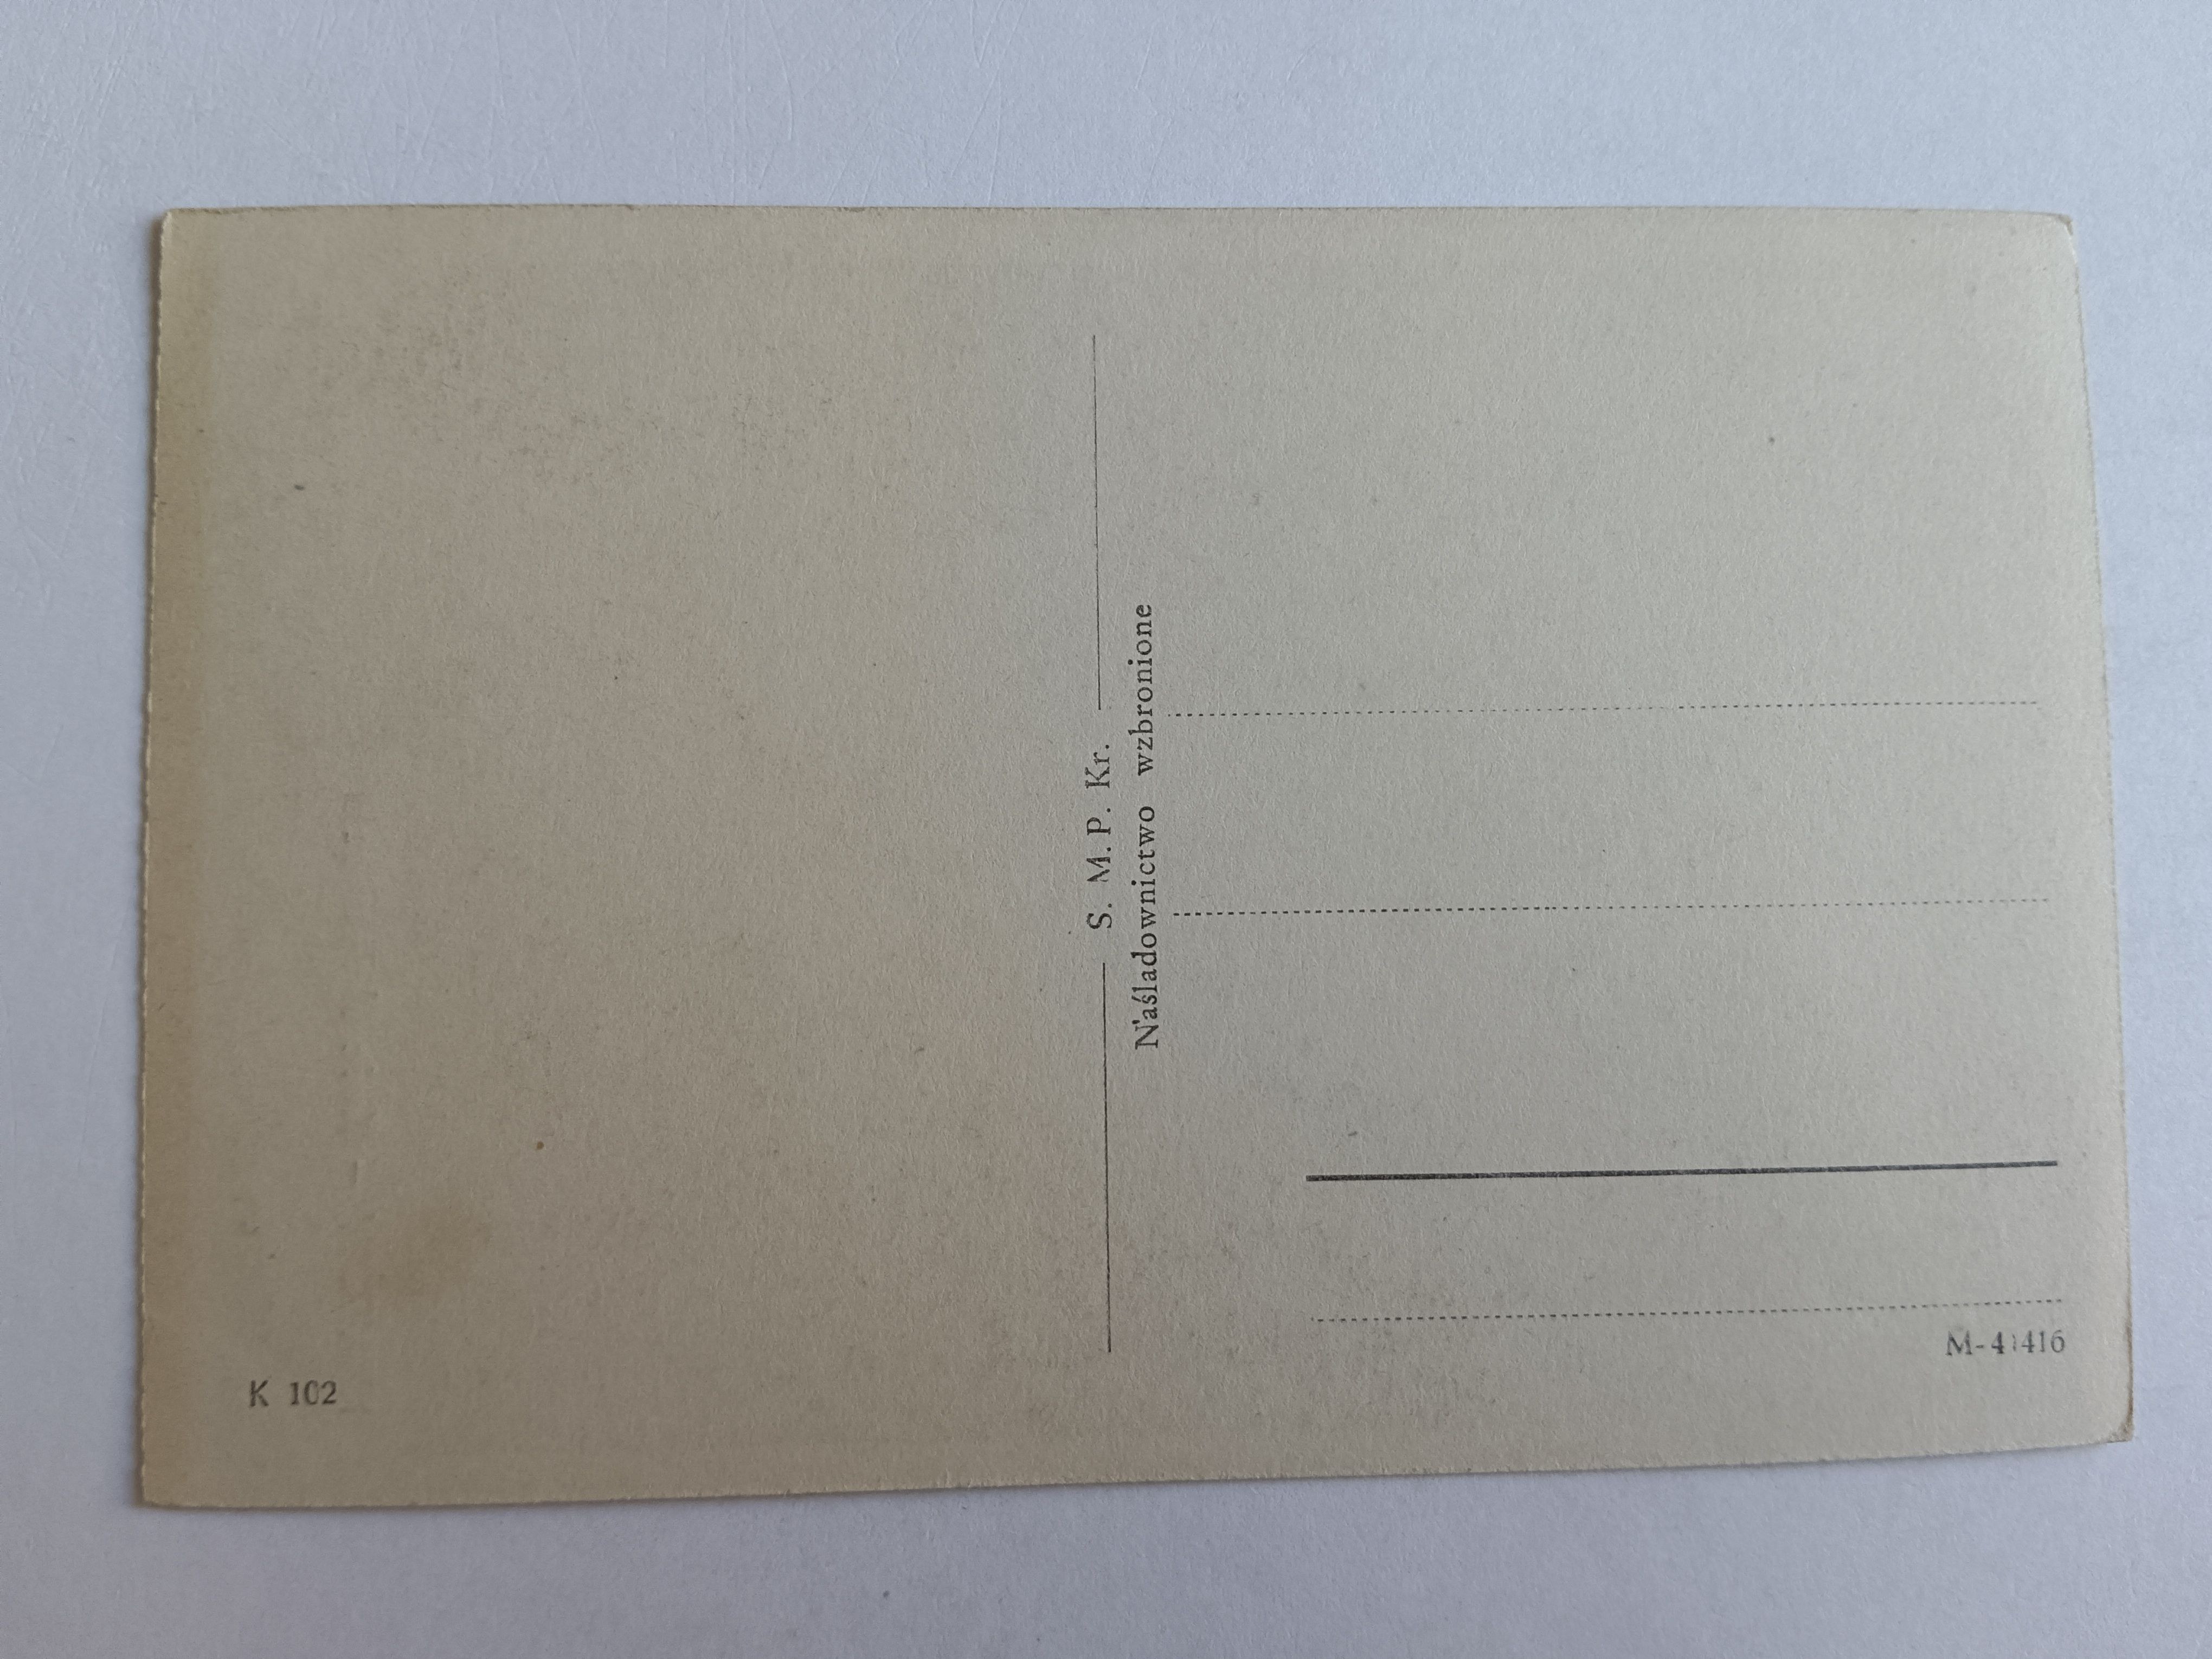 S. M. P. Kr.
Naśladownictwo wzbronione
K 102
M-41416